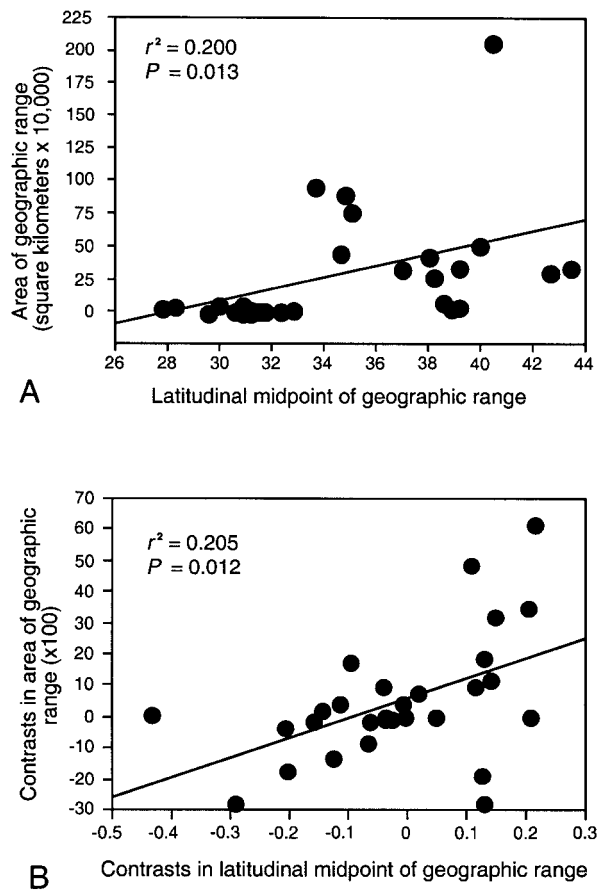 225
200
175
150
125
100
75
50
25
0
Area of geographic range
(square kilometers x 10,000)
r² = 0.200
P = 0.013
26 28 30 32 34 36 38 40 42 44
A
Latitudinal midpoint of geographic range
70
60
50
40
30
20
10
0
-10
-20
-30
Contrasts in area of geographic
range (x100)
r² = 0.205
P = 0.012
-0.5 -0.4 -0.3 -0.2 -0.1 0 0.1 0.2 0.3
B
Contrasts in latitudinal midpoint of geographic range